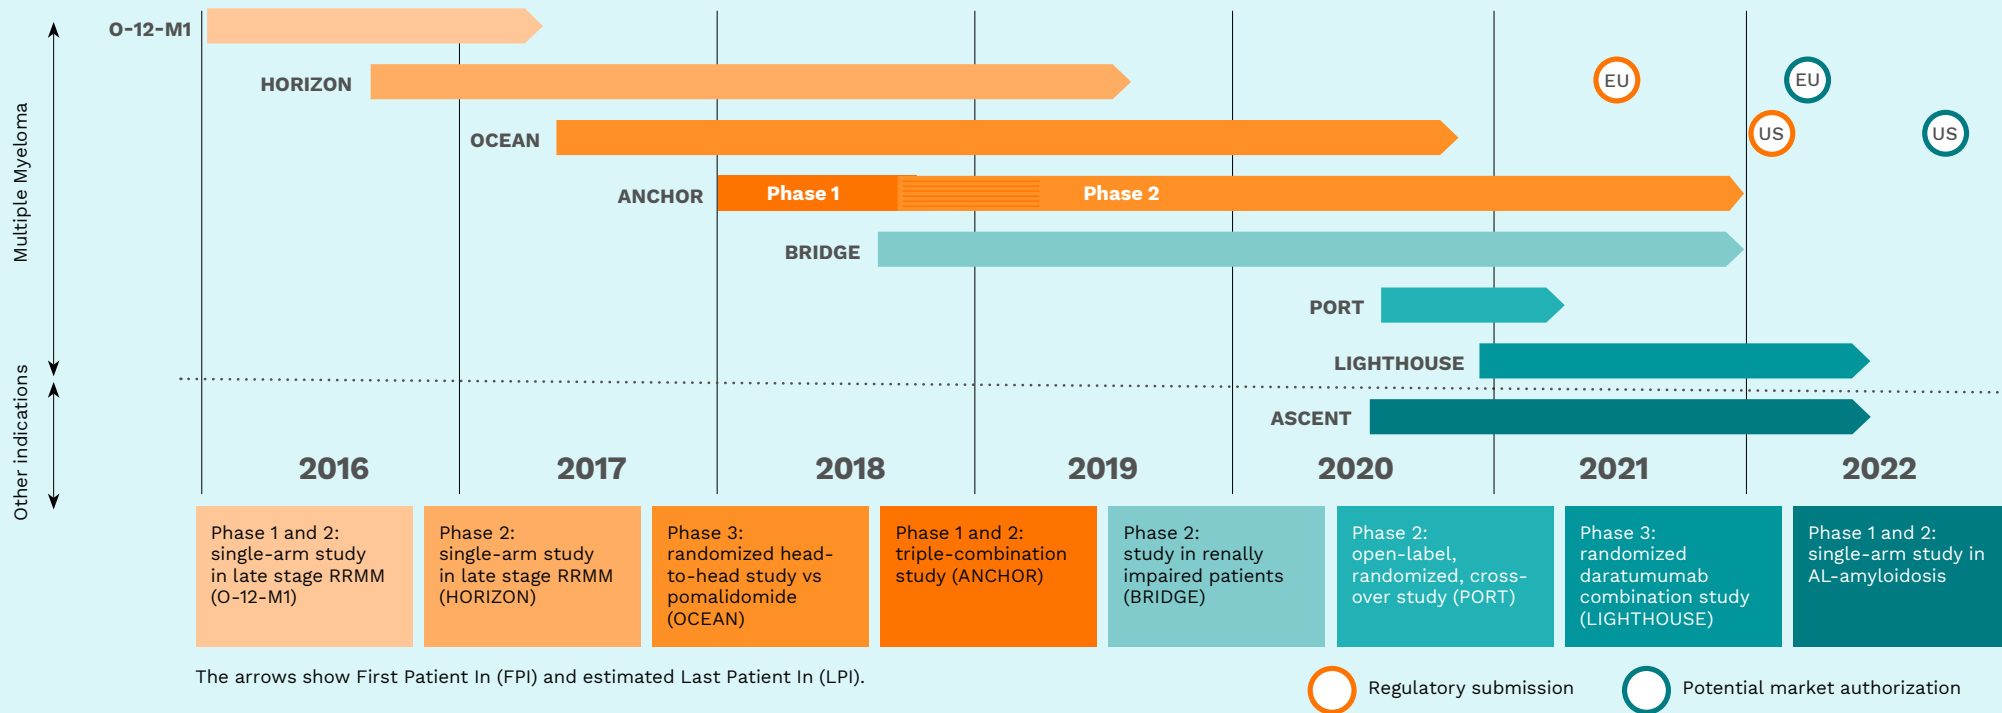 Multiple Myeloma
Other indications
O-12-M1
HORIZON
EU
EU
OCEAN
US
US
ANCHOR
Phase 1
Phase 2
BRIDGE
PORT
LIGHTHOUSE
ASCENT
2016
2017
2018
2019
2020
2021
2022
Phase 1 and 2:
single-arm study
in late stage RRMM
(O-12-M1)
Phase 2:
single-arm study
in late stage RRMM
(HORIZON)
Phase 3:
randomized head-
to-head study vs
pomalidomide
(OCEAN)
Phase 1 and 2:
triple-combination
study (ANCHOR)
Phase 2:
study in renally
impaired patients
(BRIDGE)
Phase 2:
open-label,
randomized, cross-
over study (PORT)
Phase 3:
randomized
daratumumab
combination study
(LIGHTHOUSE)
Phase 1 and 2:
single-arm study in
AL-amyloidosis
The arrows show First Patient In (FPI) and estimated Last Patient In (LPI).
Regulatory submission
Potential market authorization